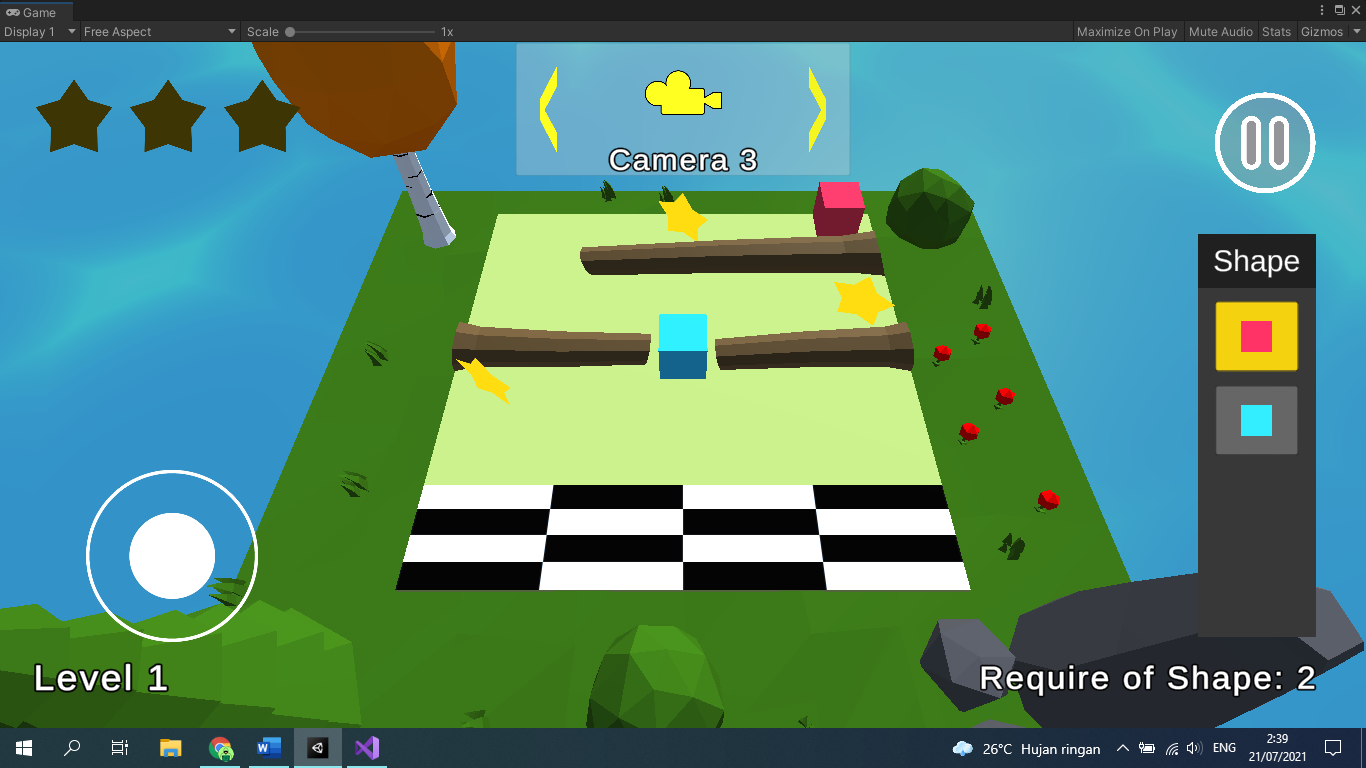 Game
Display 1 Free Aspect Scale 1x Maximize On Play Mute Audio Stats Gizmos
Camera 3
Shape
Level 1
Require of Shape: 2
26°C Hujan ringan ENG 2:39
21/07/2021